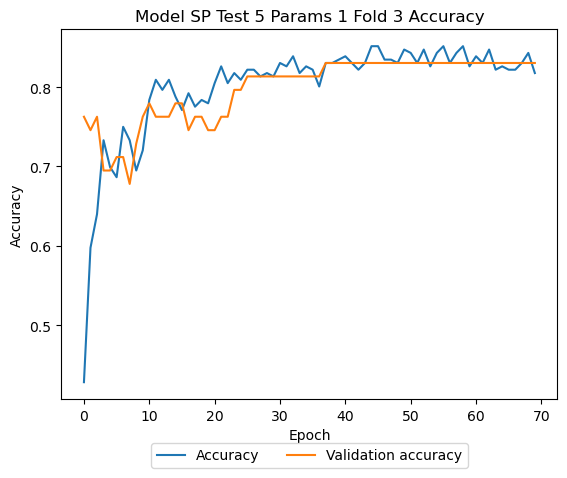 Model SP Test 5 Params 1 Fold 3 Accuracy
Accuracy
0.8
0.7
0.6
0.5
0 10 20 30 40 50 60 70
Epoch
Accuracy Validation accuracy